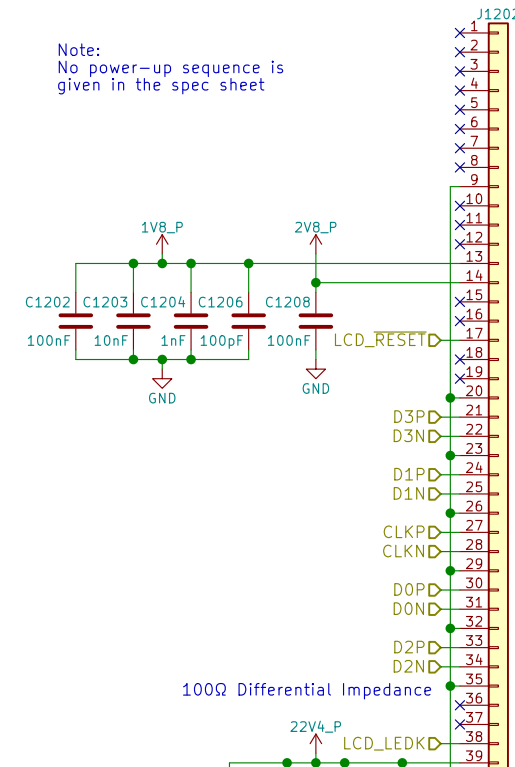 J1202
Note:
No power-up sequence is
given in the spec sheet
1
2
3
4
5
6
7
8
9
10
11
12
1V8_P 2V8_P
13
14
C1202 C1203 C1204 C1206 C1208
15
16
100nF 10nF 1nF 100pF 100nF LCD_RESET 17
18
GND GND
19
20
D3P 21
D3N 22
23
D1P 24
D1N 25
26
CLKP 27
CLKN 28
29
D0P 30
D0N 31
32
D2P 33
D2N 34
35
100Ω Differential Impedance
36
37
22V4_P
LCD_LEDK 38
39